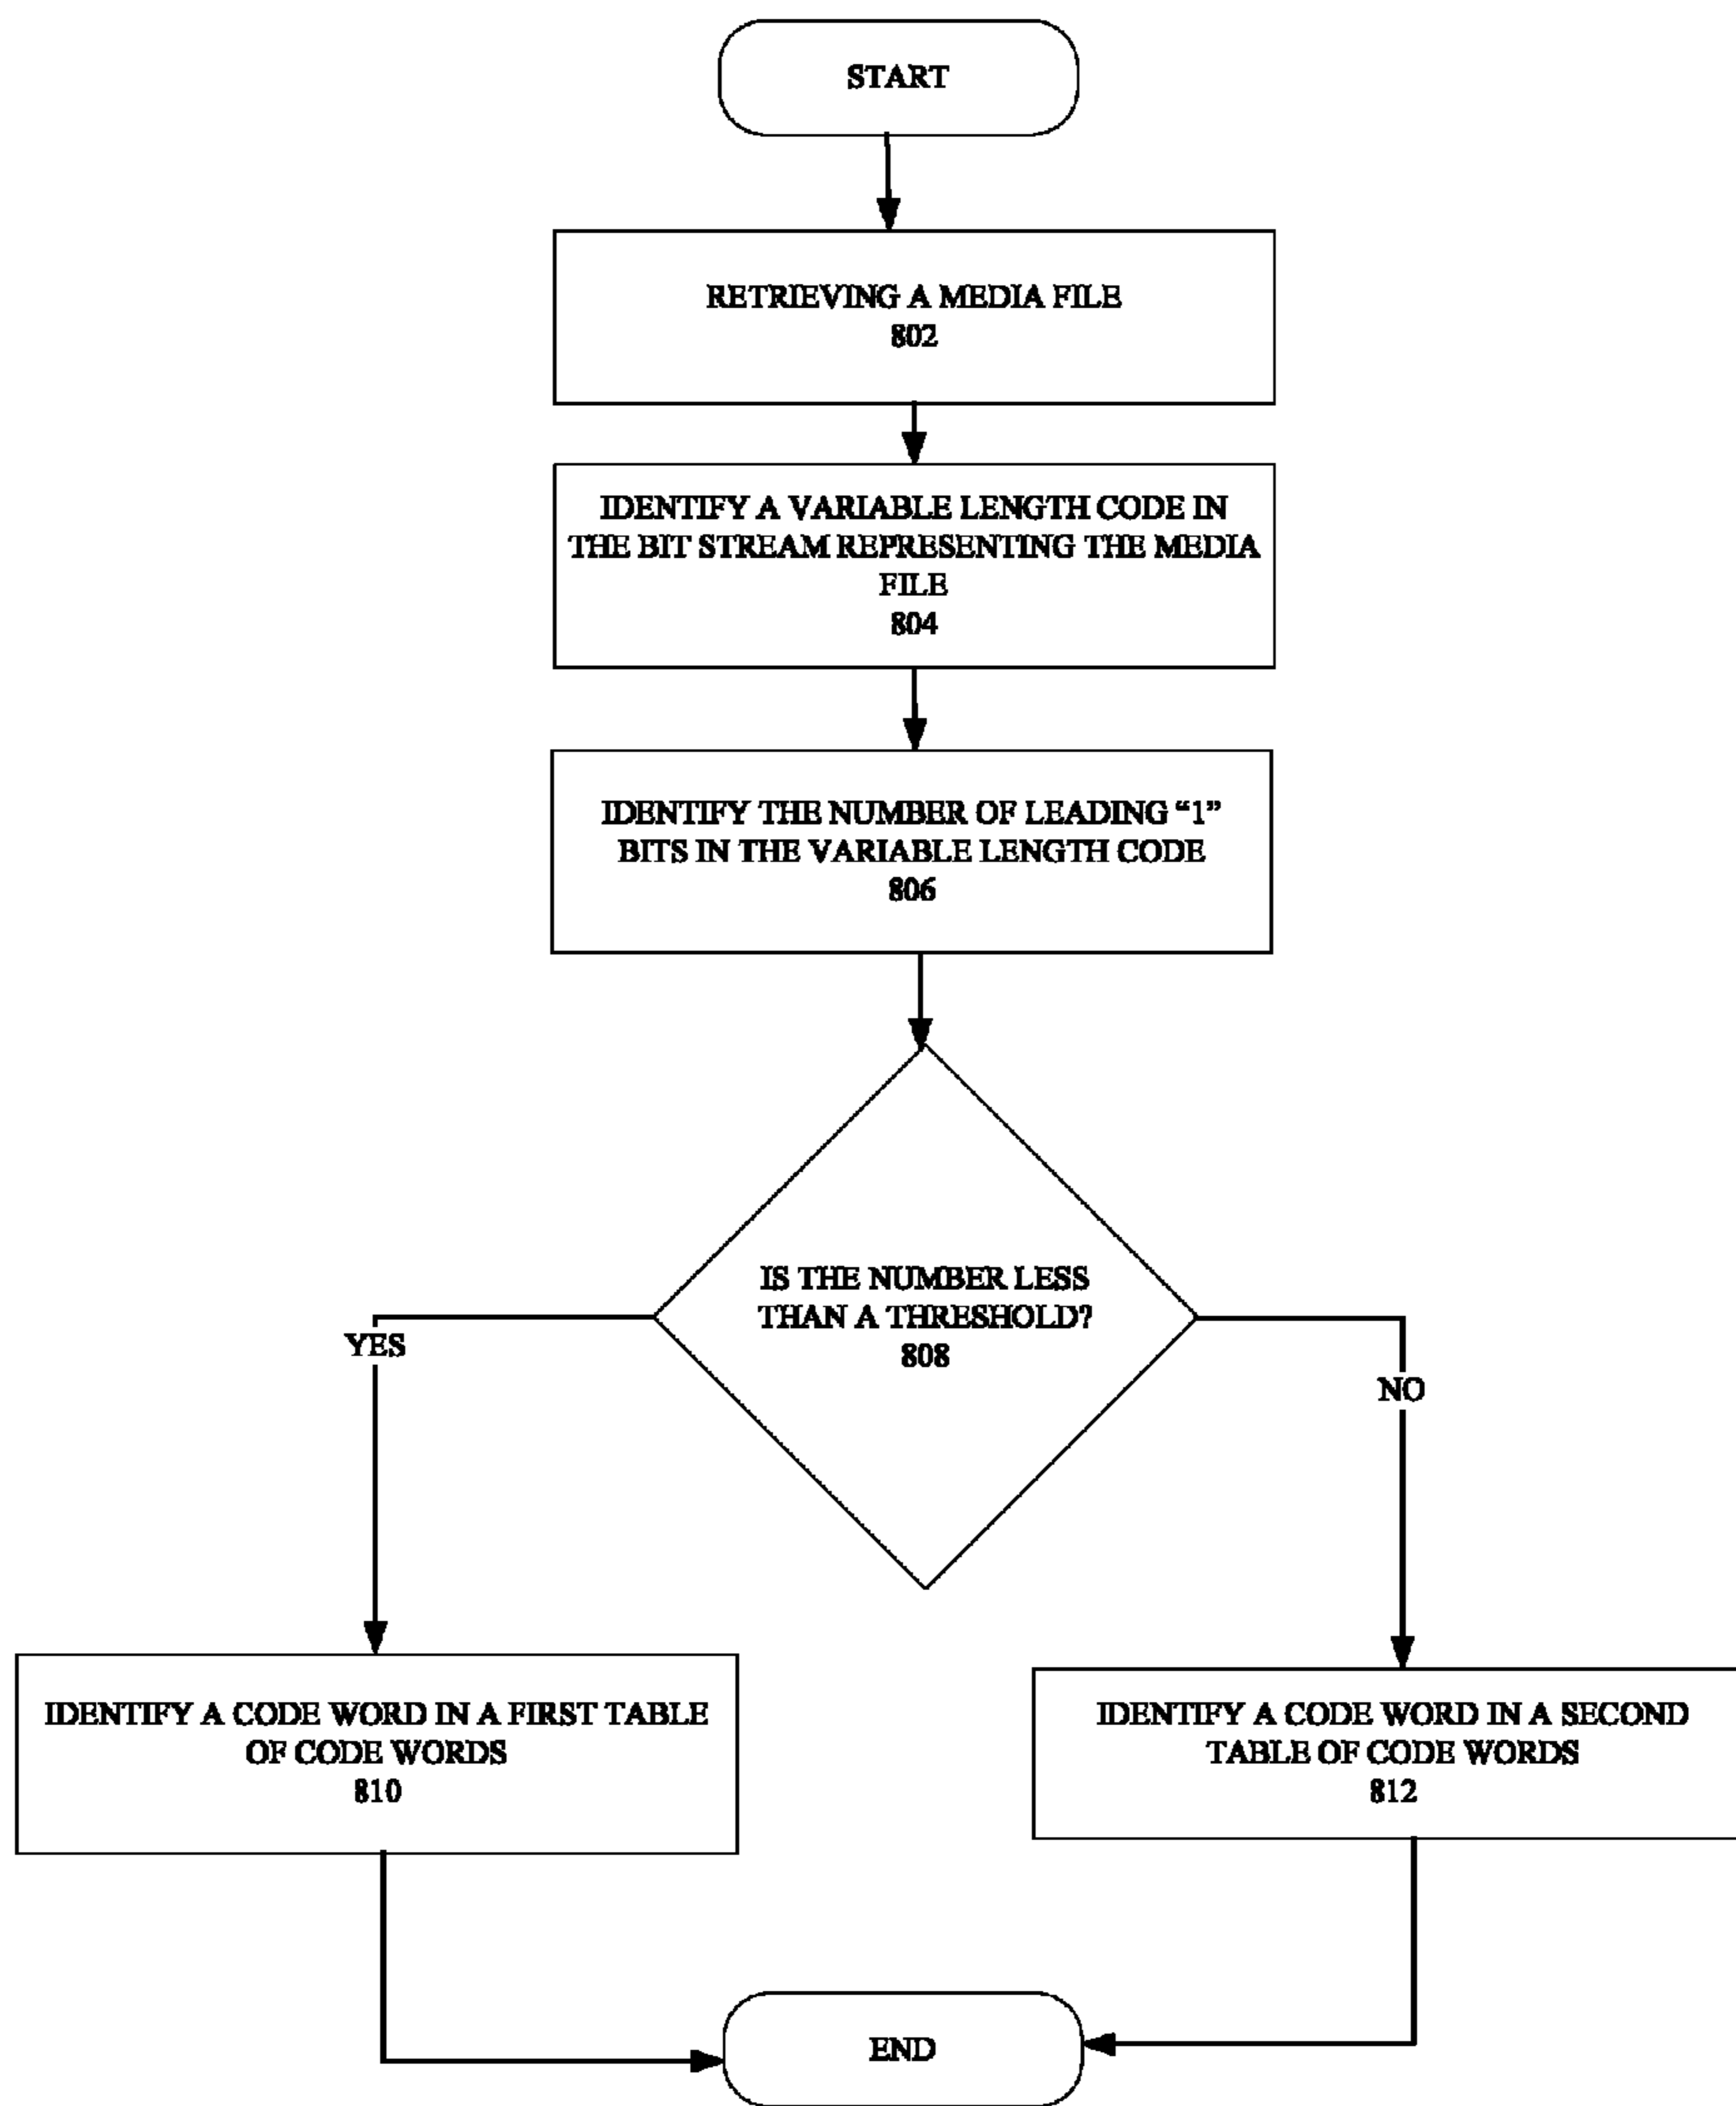 START
RETRIEVING A MEDIA FILE
802
IDENTIFY A VARIABLE LENGTH CODE IN
THE BIT STREAM REPRESENTING THE MEDIA
FILE
804
IDENTIFY THE NUMBER OF LEADING “1”
BITS IN THE VARIABLE LENGTH CODE
806
IS THE NUMBER LESS
THAN A THRESHOLD?
808
YES
NO
IDENTIFY A CODE WORD IN A FIRST TABLE
OF CODE WORDS
810
IDENTIFY A CODE WORD IN A SECOND
TABLE OF CODE WORDS
812
END